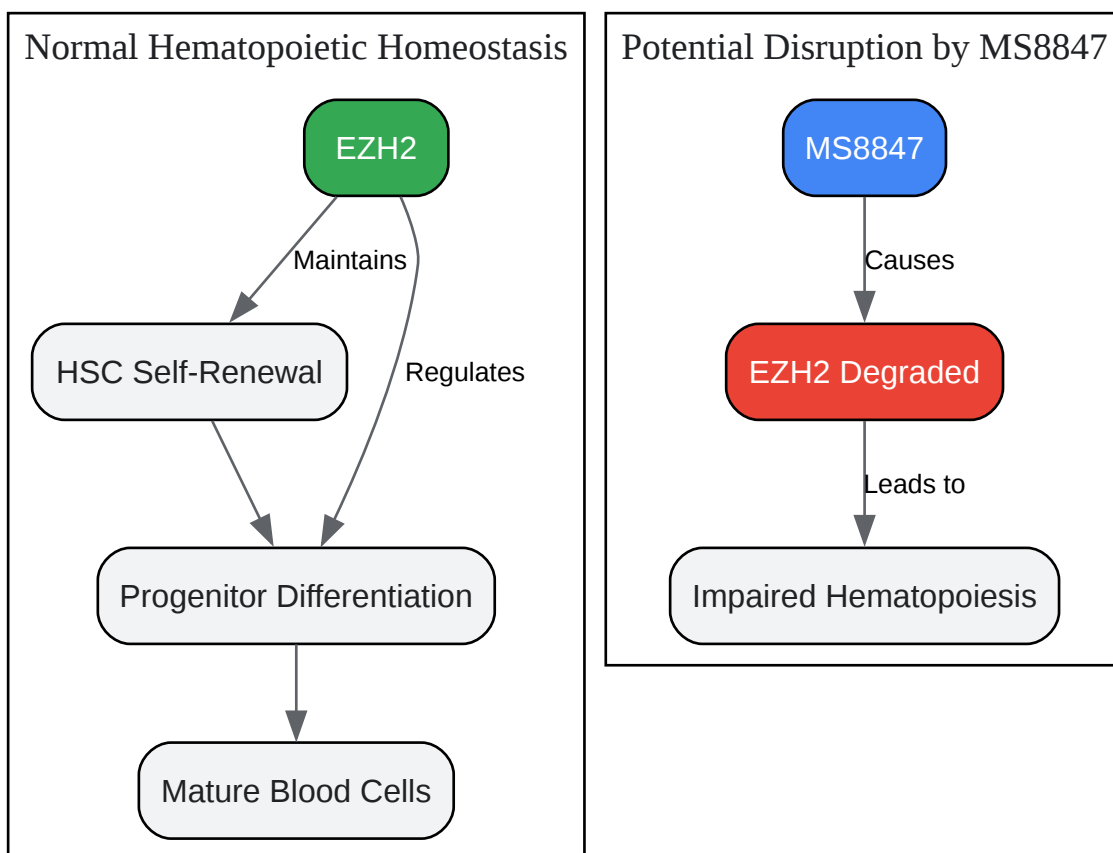 Normal Hematopoietic Homeostasis
EZH2
Maintains
HSC Self-Renewal
Regulates
Progenitor Differentiation
Mature Blood Cells
Potential Disruption by MS8847
MS8847
Causes
EZH2 Degraded
Leads to
Impaired Hematopoiesis